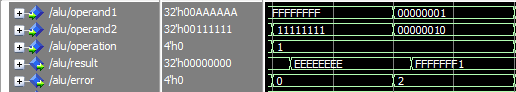 /alu/operand1 32'h00AAAAAA FFFFFFFF 00000001
/alu/operand2 32'h00111111 11111111 00000010
/alu/operation 4'h0 1
/alu/result 32'h00000000 EEEEEEEE FFFFFFF1
/alu/error 4'h0 0 2